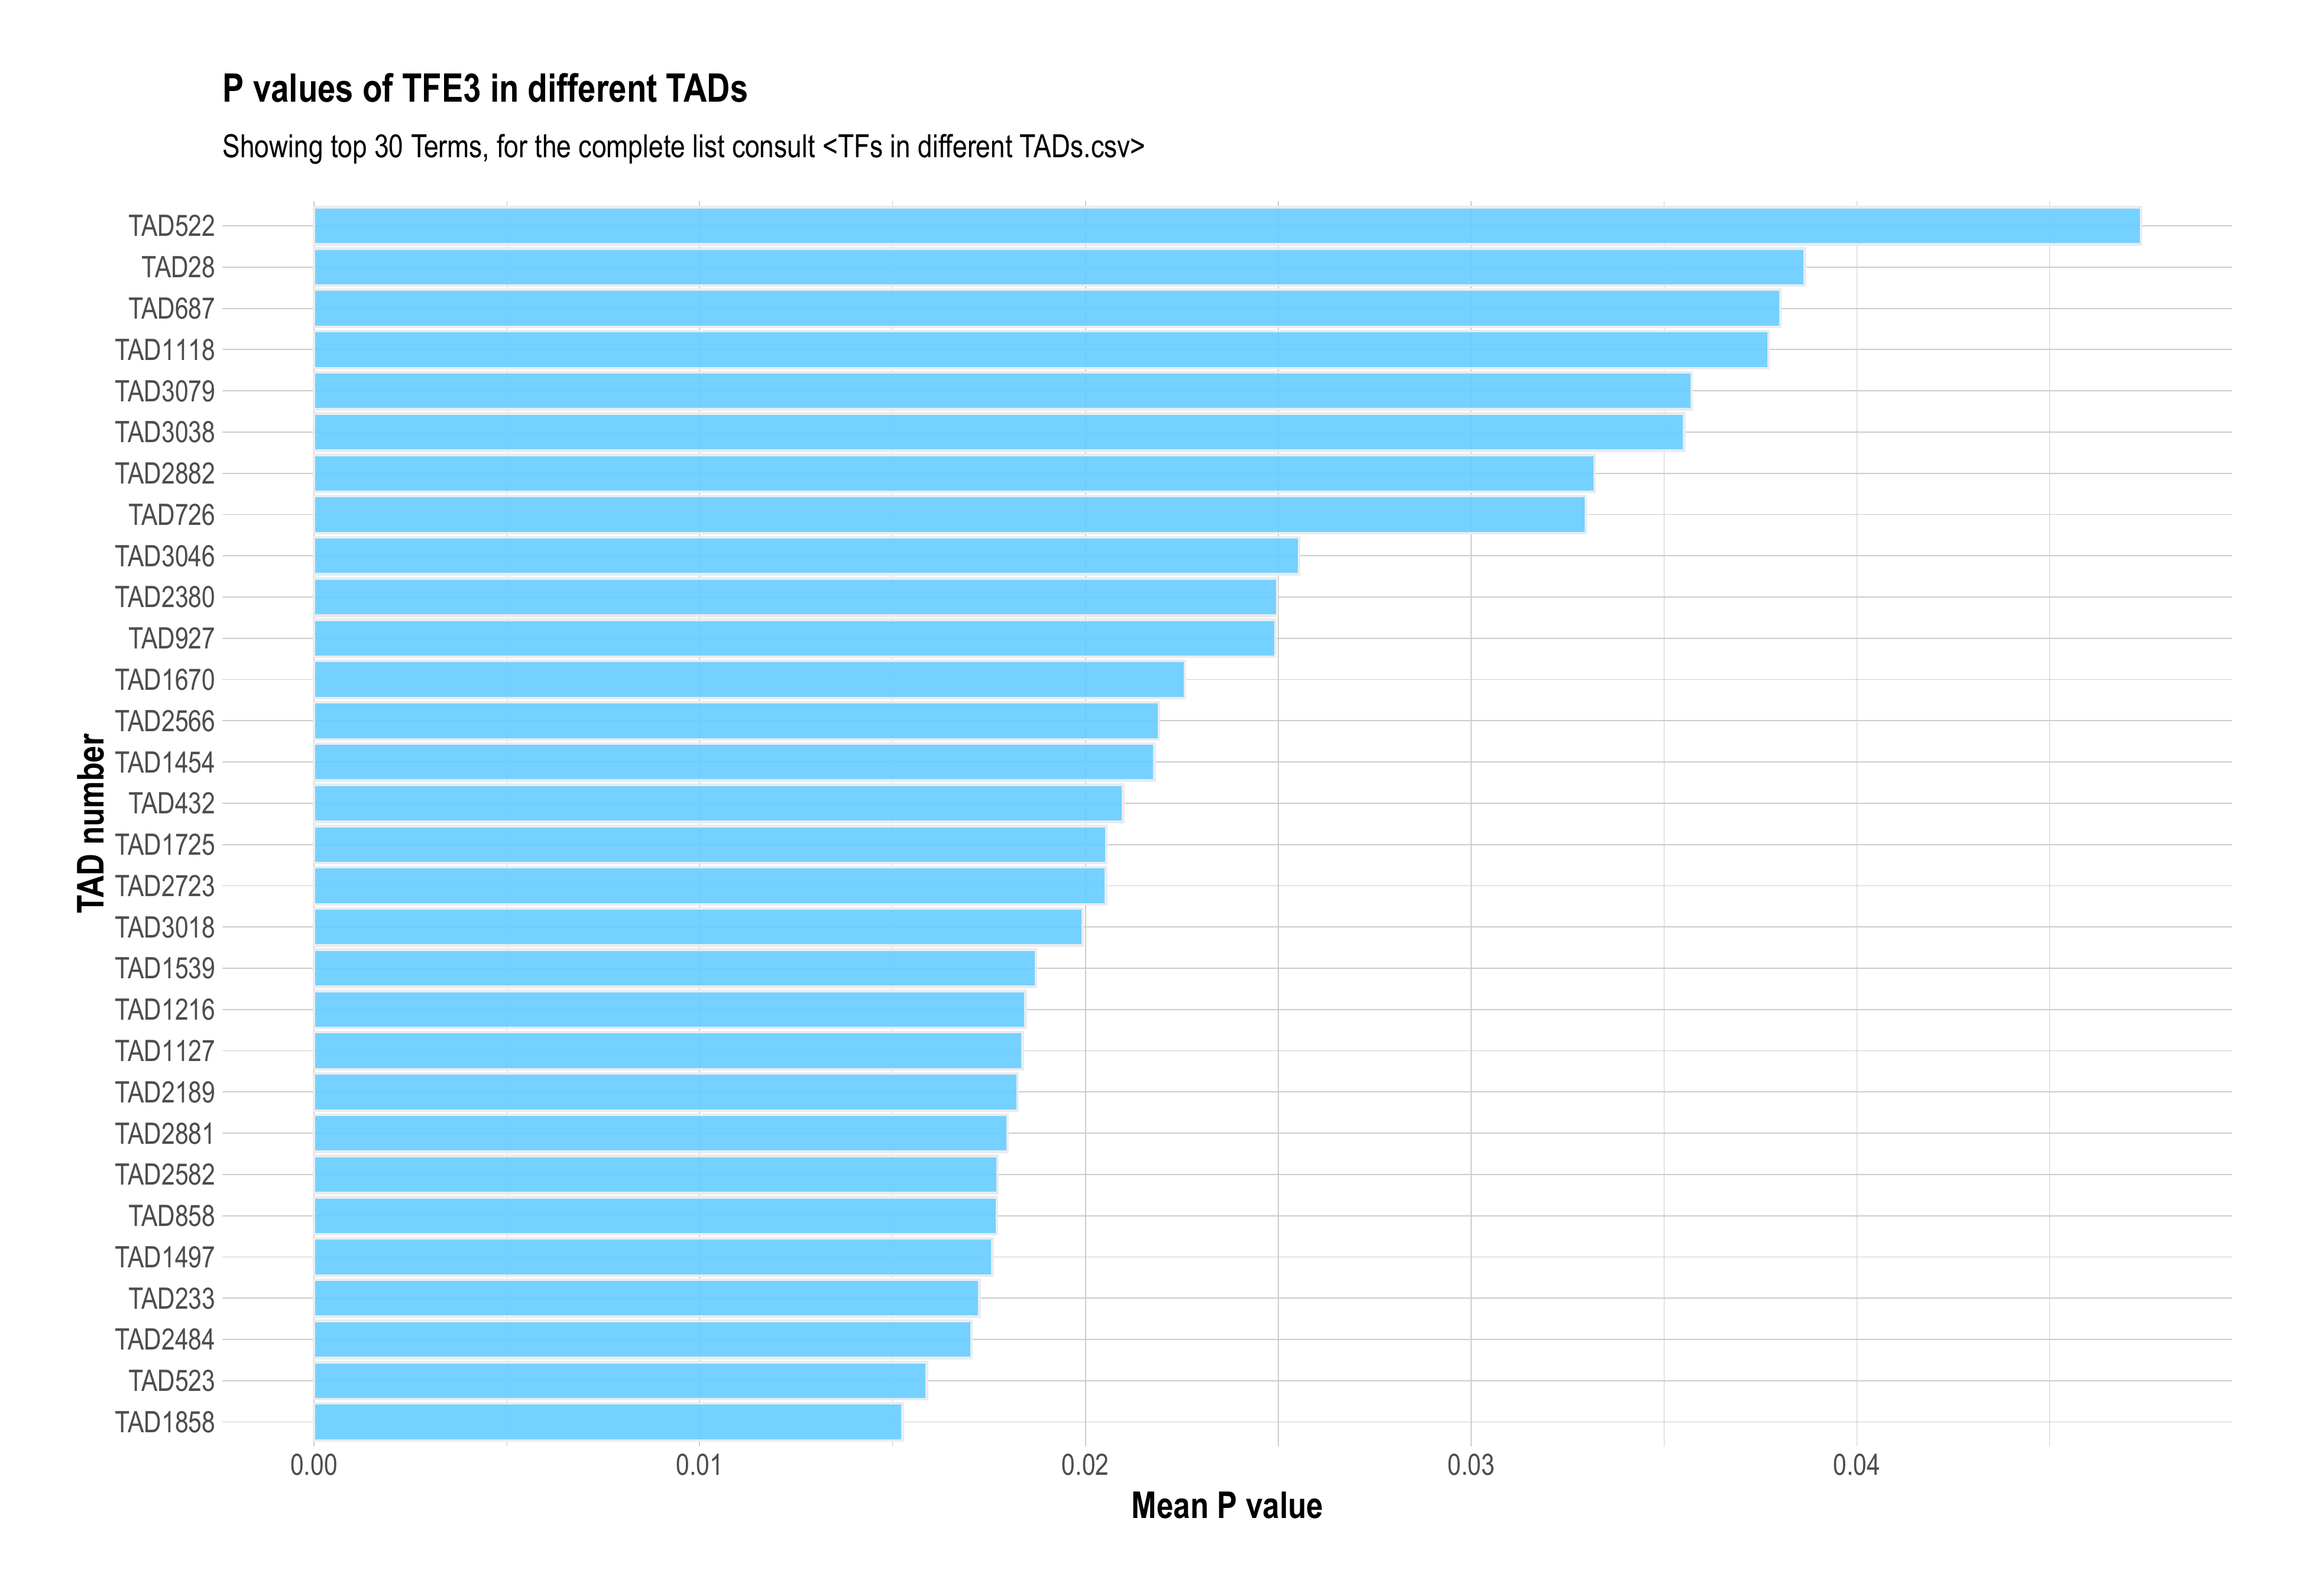 P values of TFE3 in different TADs
Showing top 30 Terms, for the complete list consult <TFs in different TADs.csv>
TAD number
TAD522
TAD28
TAD687
TAD1118
TAD3079
TAD3038
TAD2882
TAD726
TAD3046
TAD2380
TAD927
TAD1670
TAD2566
TAD1454
TAD432
TAD1725
TAD2723
TAD3018
TAD1539
TAD1216
TAD1127
TAD2189
TAD2881
TAD2582
TAD858
TAD1497
TAD233
TAD2484
TAD523
TAD1858
0.00 0.01 0.02 0.03 0.04
Mean P value